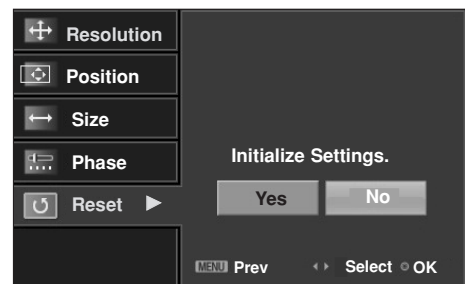 Resolution
Position
Size
Phase
Reset
Initialize Settings.
Yes No
MENU Prev Select OK